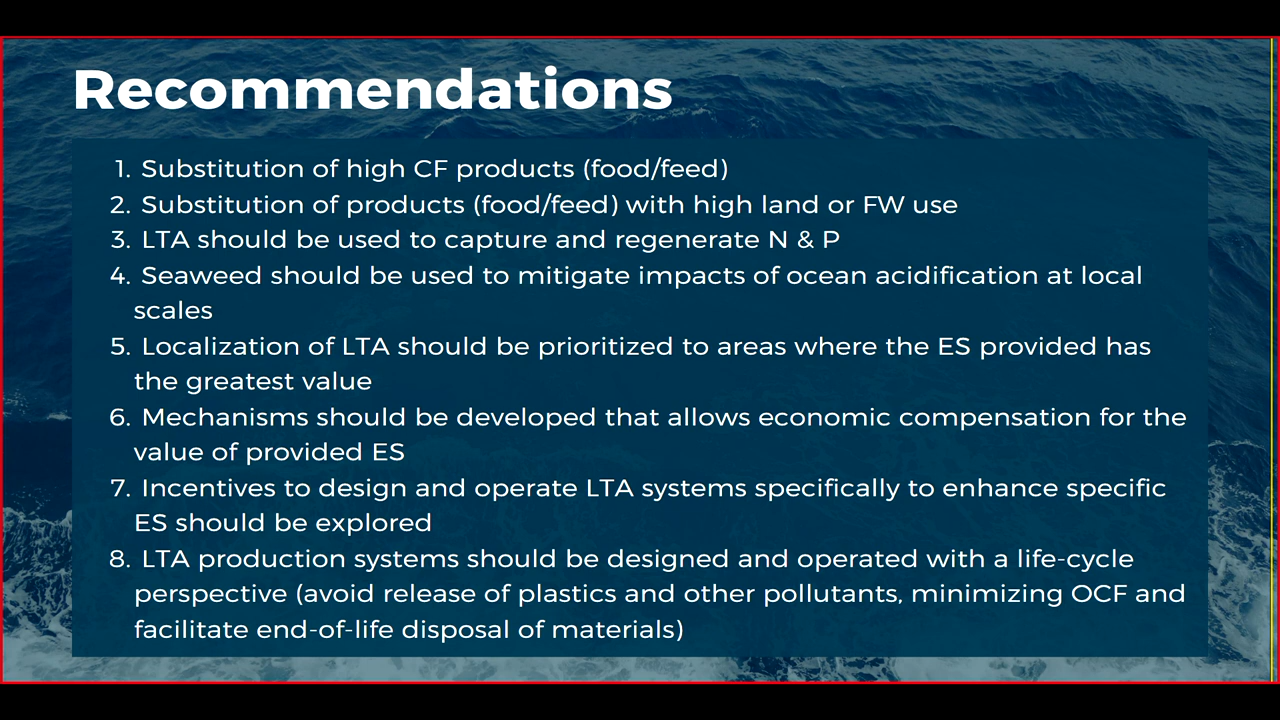 Recommendations
1. Substitution of high CF products (food/feed)
2. Substitution of products (food/feed) with high land or FW use
3. LTA should be used to capture and regenerate N & P
4. Seaweed should be used to mitigate impacts of ocean acidification at local
scales
5. Localization of LTA should be prioritized to areas where the ES provided has
the greatest value
6. Mechanisms should be developed that allows economic compensation for the
value of provided ES
7. Incentives to design and operate LTA systems specifically to enhance specific
ES should be explored
8. LTA production systems should be designed and operated with a life-cycle
perspective (avoid release of plastics and other pollutants, minimizing OCF and
facilitate end-of-life disposal of materials)